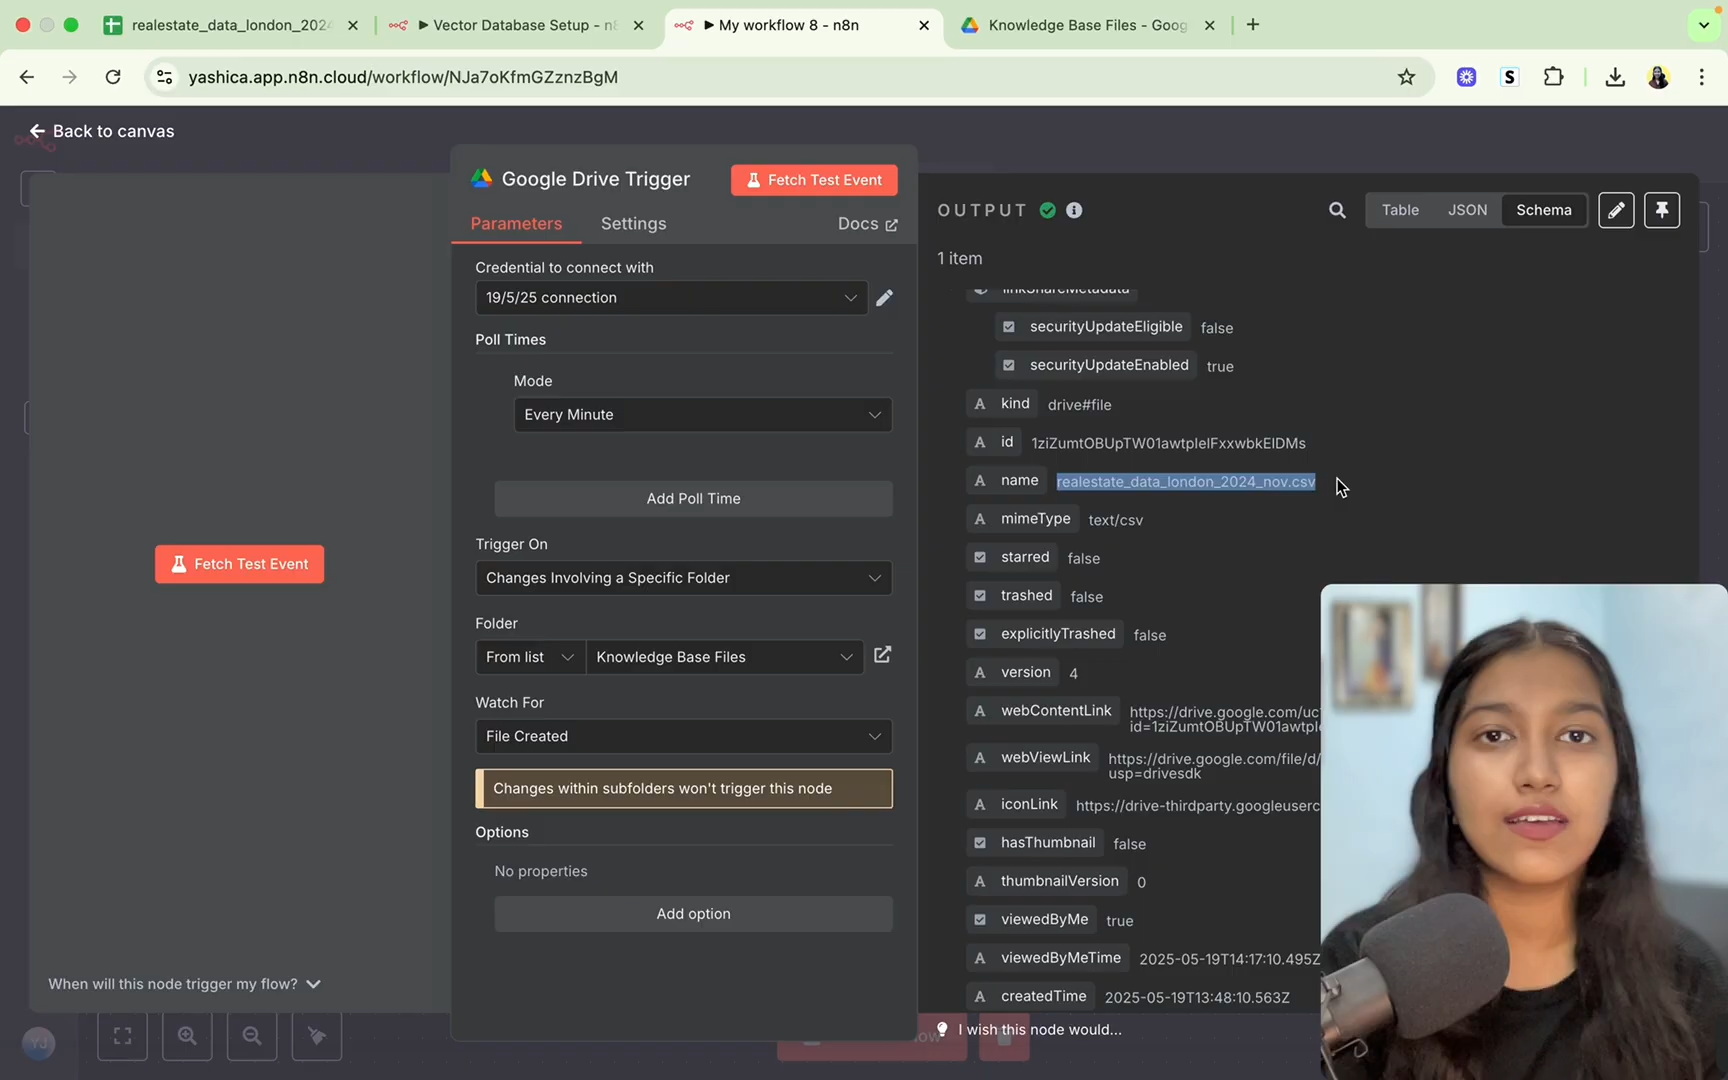 realestate_data_london_202
Vector Database Setup - n
My workflow 8 - n8n
Knowledge Base Files - Goog
yashica.app.n8n.cloud/workflow/NJa7oKfmGZznzBgM
S
Back to canvas
Google Drive Trigger
Fetch Test Event
Parameters
Settings
Docs
Credential to connect with
19/5/25 connection
Poll Times
Mode
Every Minute
Add Poll Time
Trigger On
Changes Involving a Specific Folder
Folder
From list
Knowledge Base Files
Watch For
File Created
Changes within subfolders won't trigger this node
Options
No properties
Add option
Fetch Test Event
When will this node trigger my flow?
YJ
OUTPUT
Table
JSON
Schema
1 item
linkShareMetadata
securityUpdateEligible false
securityUpdateEnabled true
A kind drive#file
A id
A name realestate_data_london_2024_nov.csv
A mimeType text/csv
starred false
trashed false
explicitlyTrashed false
A version 4
A webContentLink https://drive.google.com/uc
A webViewLink https://drive.google.com/file/d/
usp=drivesdk
A iconLink https://drive-thirdparty.googleuserc
hasThumbnail false
A thumbnailVersion 0
viewedByMe true
A viewedByMeTime 2025-05-19T14:17:10.495Z
A createdTime 2025-05-19T13:48:10.563Z
I wish this node would...